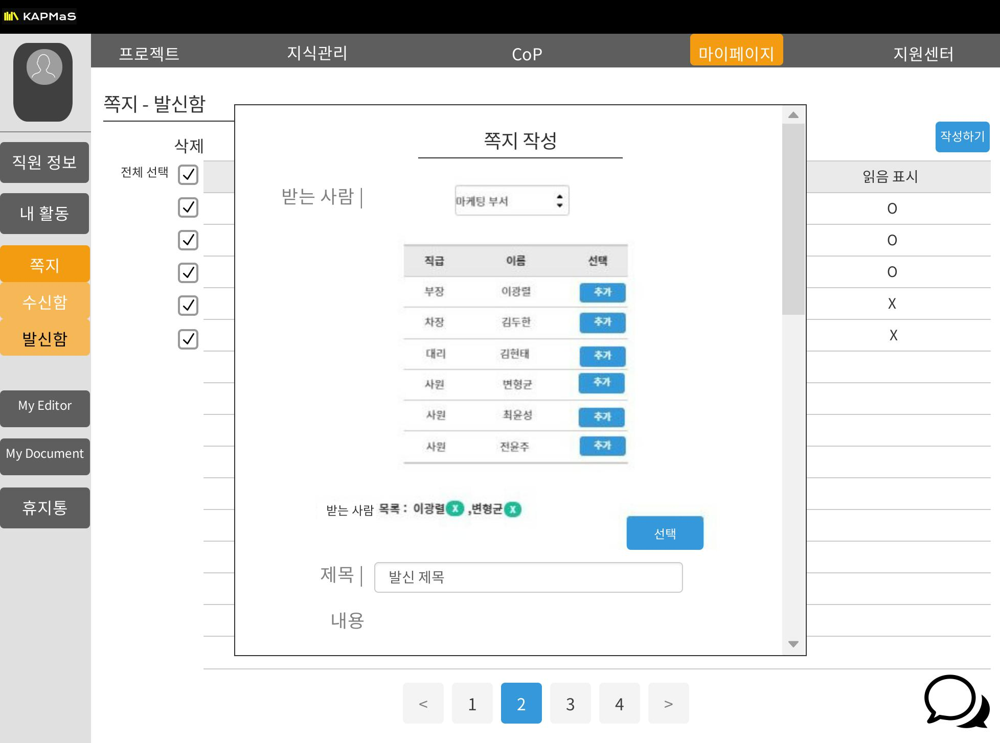 KAPMaS
프로젝트 지식관리 CoP 마이페이지 지원센터
쪽지 - 발신함
작성하기
삭제
전체 선택
읽음 표시
O
O
O
X
X
직원 정보
내 활동
쪽지
수신함
발신함
My Editor
My Document
휴지통
쪽지 작성
받는 사람 |
마케팅 부서
직급 이름 선택
부장 이광렬 추가
차장 김두한 추가
대리 김현태 추가
사원 변형균 추가
사원 최윤성 추가
사원 전윤주 추가
받는 사람 목록 : 이광렬 X ,변형균 X
선택
제목 | 발신 제목
내용
< 1 2 3 4 >